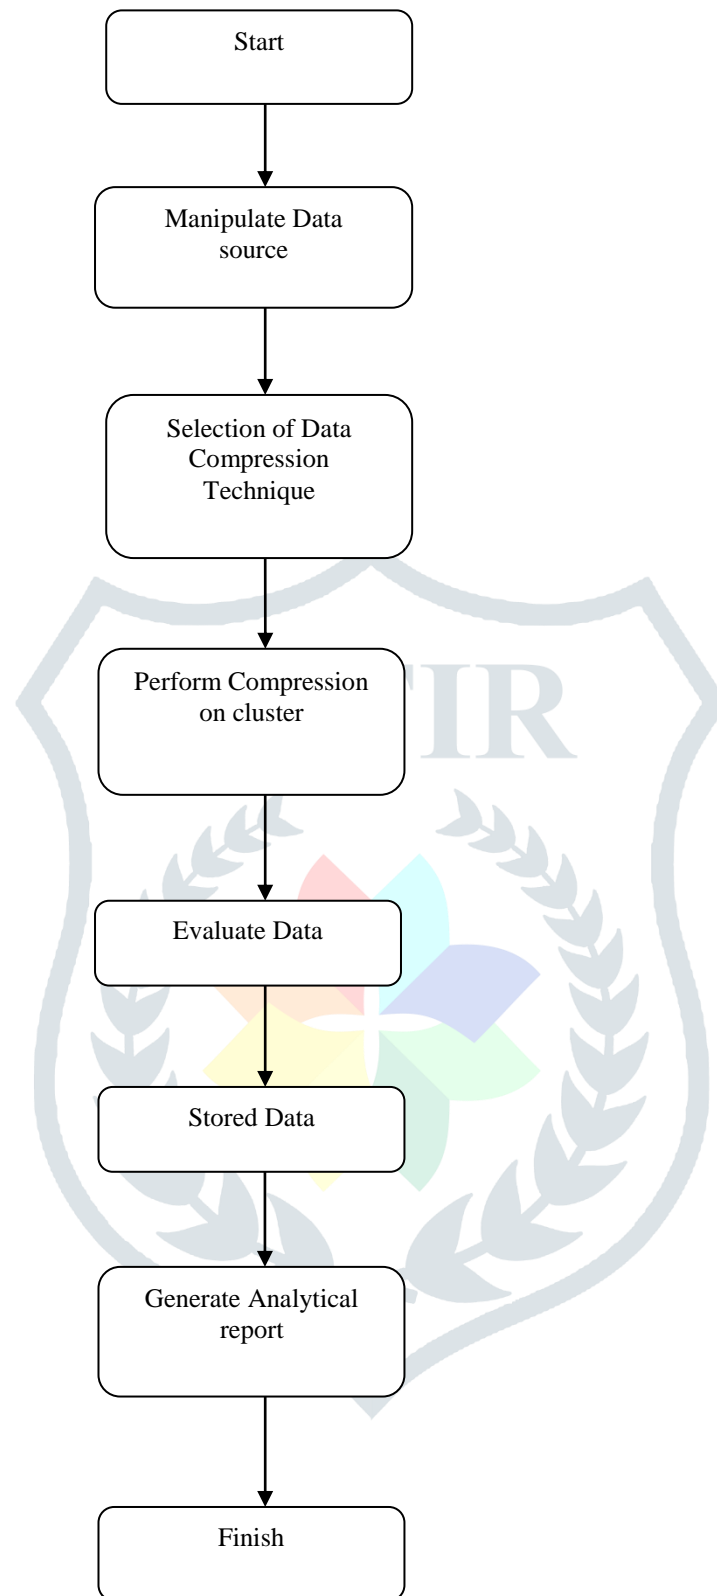 Start
Manipulate Data
source
Selection of Data
Compression
Technique
Perform Compression
on cluster
TIR
Evaluate Data
Stored Data
Generate Analytical
report
Finish